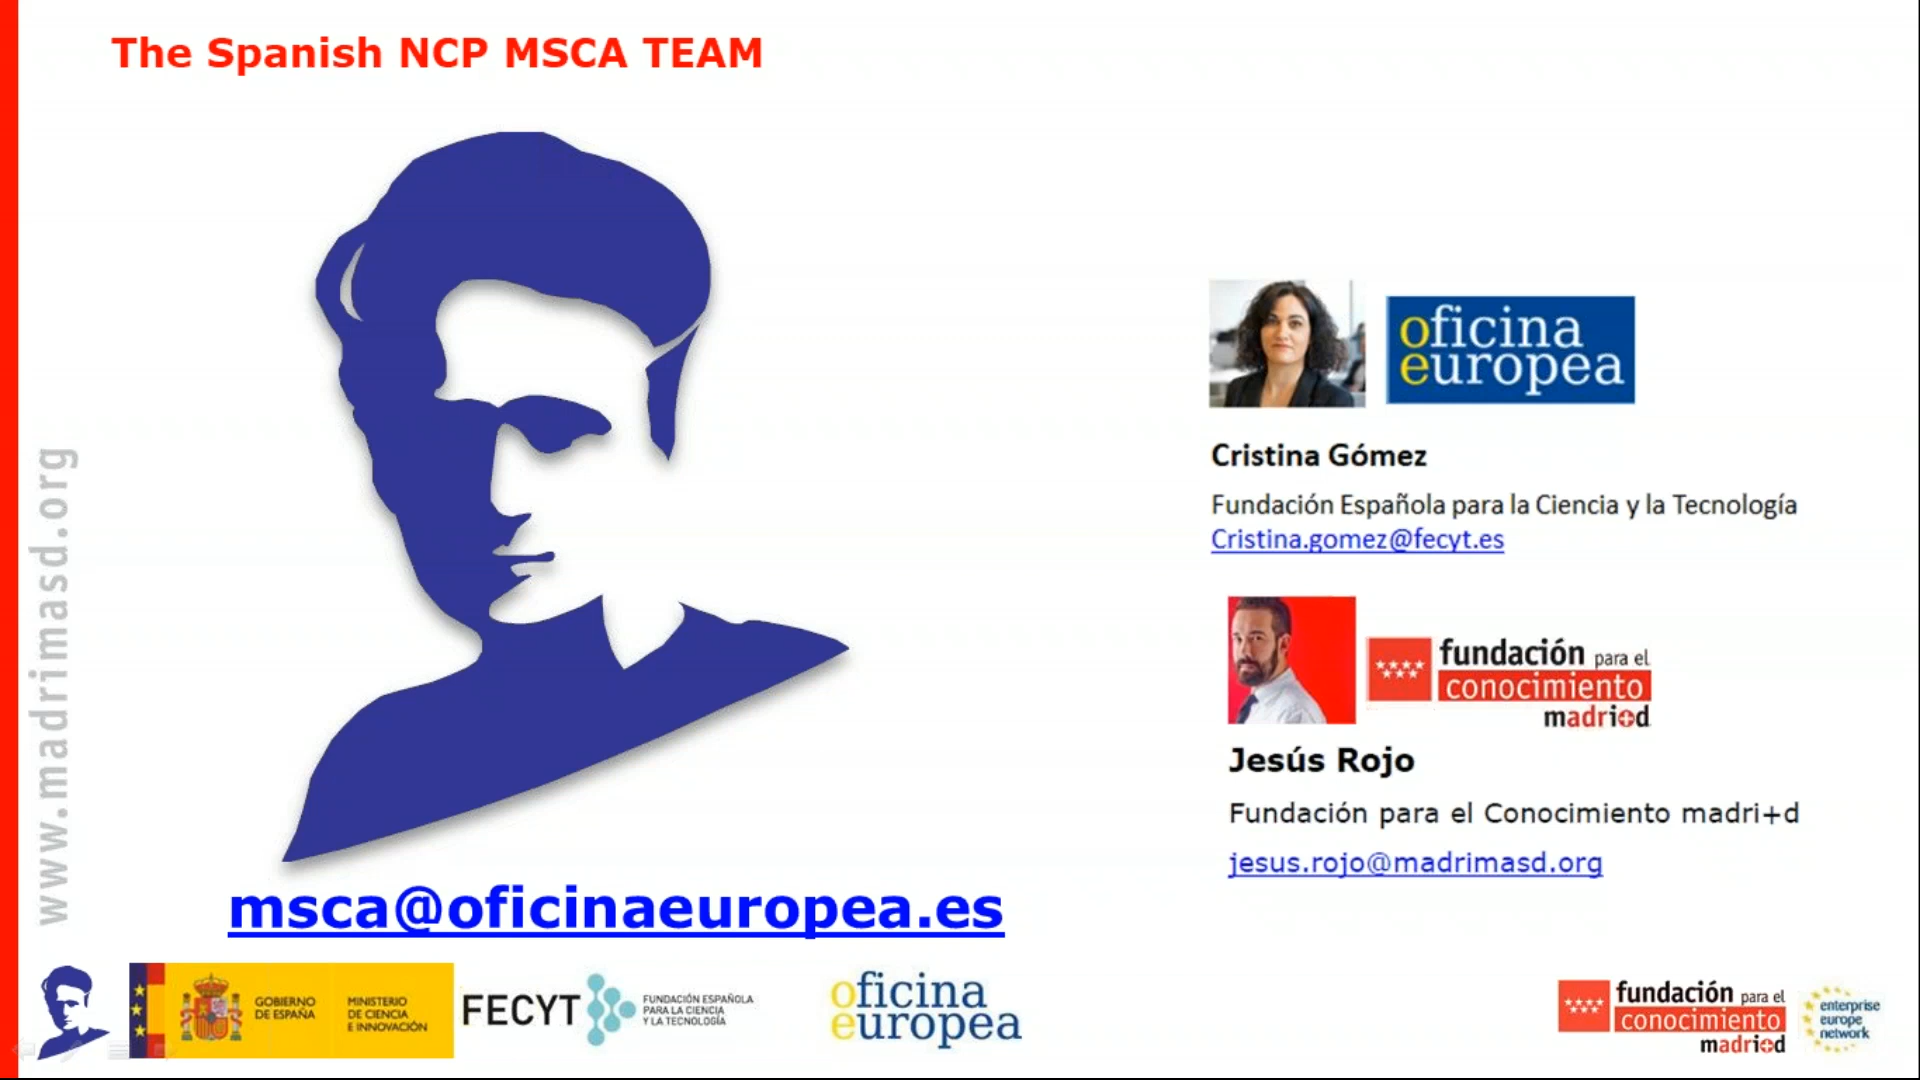 The Spanish NCP MSCA TEAM
www.madrimasd.org
oficina
europea
Cristina Gómez
Fundación Española para la Ciencia y la Tecnología
Cristina.gomez@fecyt.es
fundación para el
conocimiento
madri+d
Jesús Rojo
Fundación para el Conocimiento madri+d
jesus.rojo@madrimasd.org
msca@oficinaeuropea.es
GOBIERNO
DE ESPAÑA
MINISTERIO
DE CIENCIA
E INNOVACIÓN
FECYT
FUNDACIÓN ESPAÑOLA
PARA LA CIENCIA
Y LA TECNOLOGÍA
oficina
europea
fundación para el
conocimiento
madri+d
enterprise
europe
network